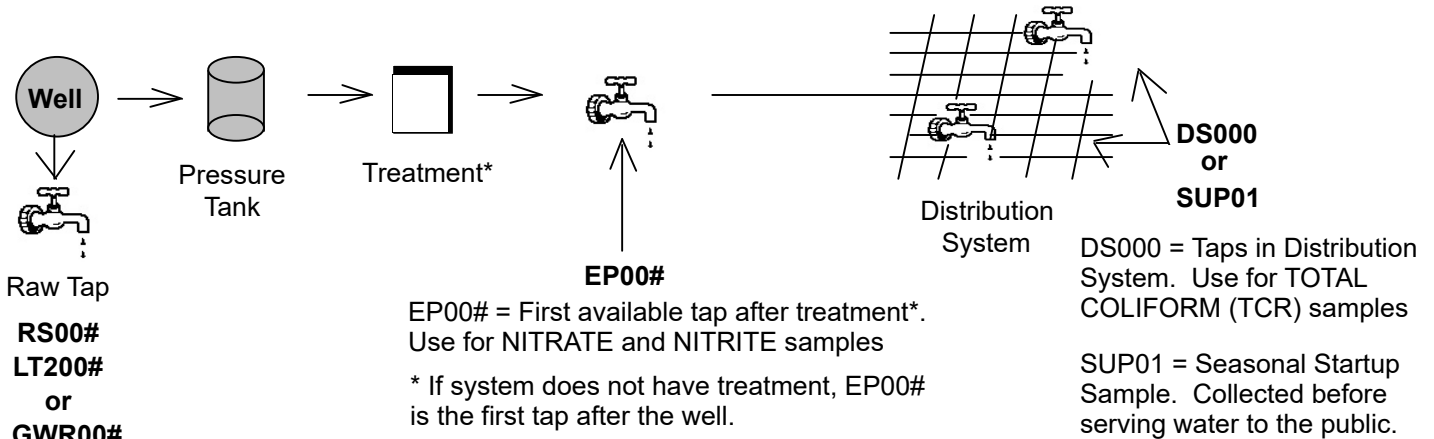 Well
Pressure
Tank
Treatment*
Distribution
System
DS000
or
SUP01
Raw Tap
RS00#
LT200#
or
GWR00#
EP00#
EP00# = First available tap after treatment*.
Use for NITRATE and NITRITE samples
* If system does not have treatment, EP00#
is the first tap after the well.
DS000 = Taps in Distribution
System. Use for TOTAL
COLIFORM (TCR) samples
SUP01 = Seasonal Startup
Sample. Collected before
serving water to the public.